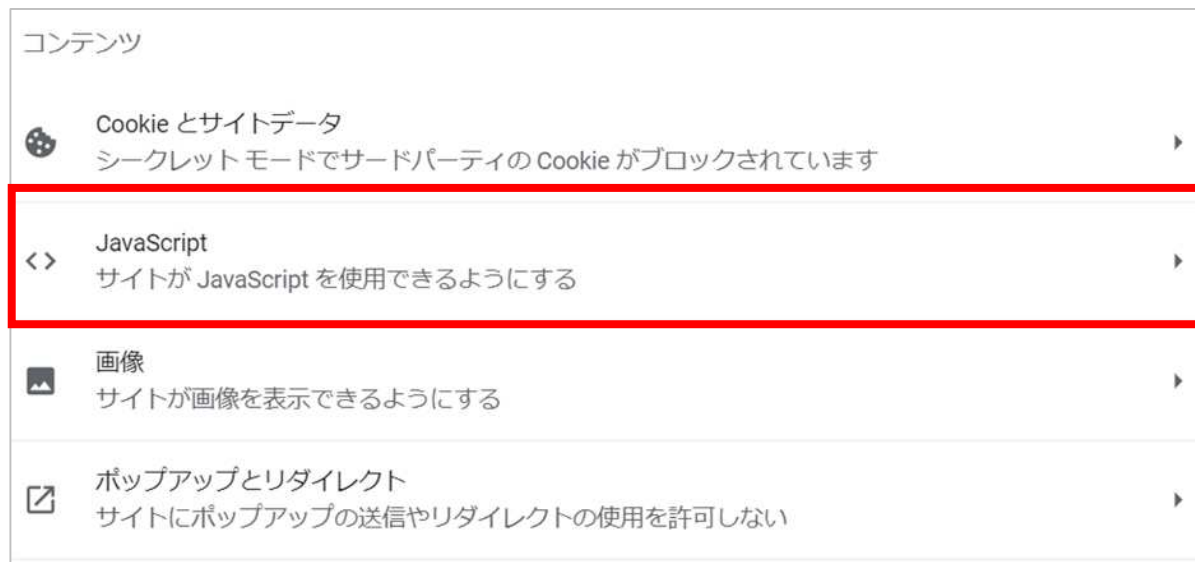 コンテンツ
Cookie とサイトデータ
シークレット モードでサードパーティの Cookie がブロックされています
JavaScript
サイトが JavaScript を使用できるようにする
画像
サイトが画像を表示できるようにする
ポップアップとリダイレクト
サイトにポップアップの送信やリダイレクトの使用を許可しない